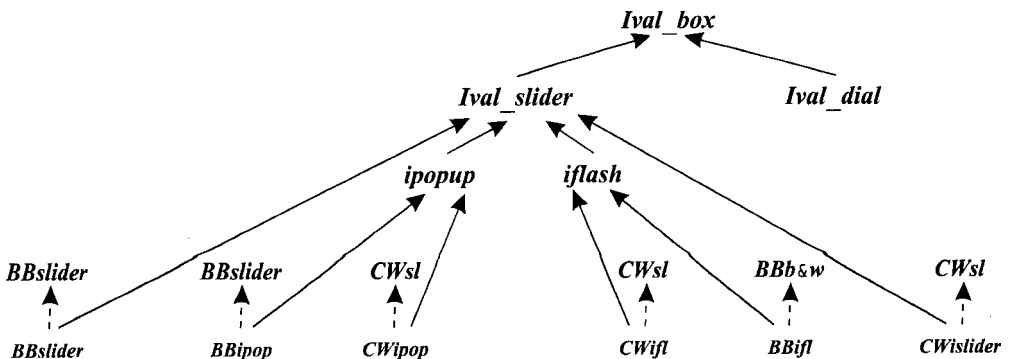 Ival_box
Ival_slider Ival_dial
ipopup iflash
BBslider BBslider CWsl CWsl BBb&w CWsl
BBslider BBipop CWipop CWifl BBifl CWislider